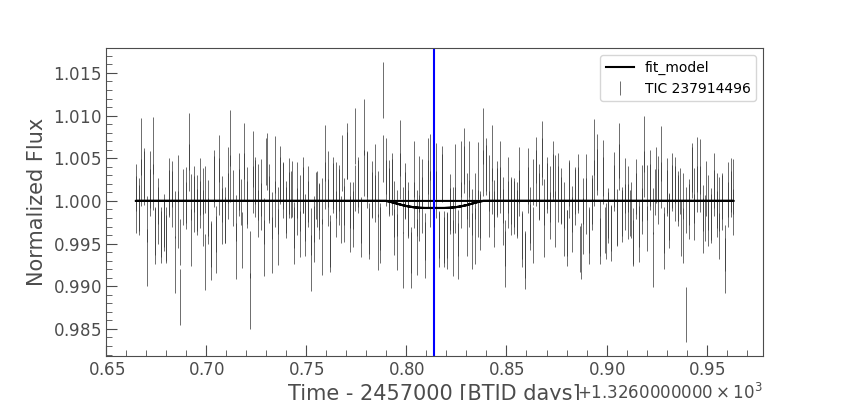 fit_model
TIC 237914496
1.015
1.010
1.005
1.000
0.995
0.990
0.985
Normalized Flux
0.65 0.70 0.75 0.80 0.85 0.90 0.95
Time - 2457000 [BTJD days]
+1.3260000000 × 10³